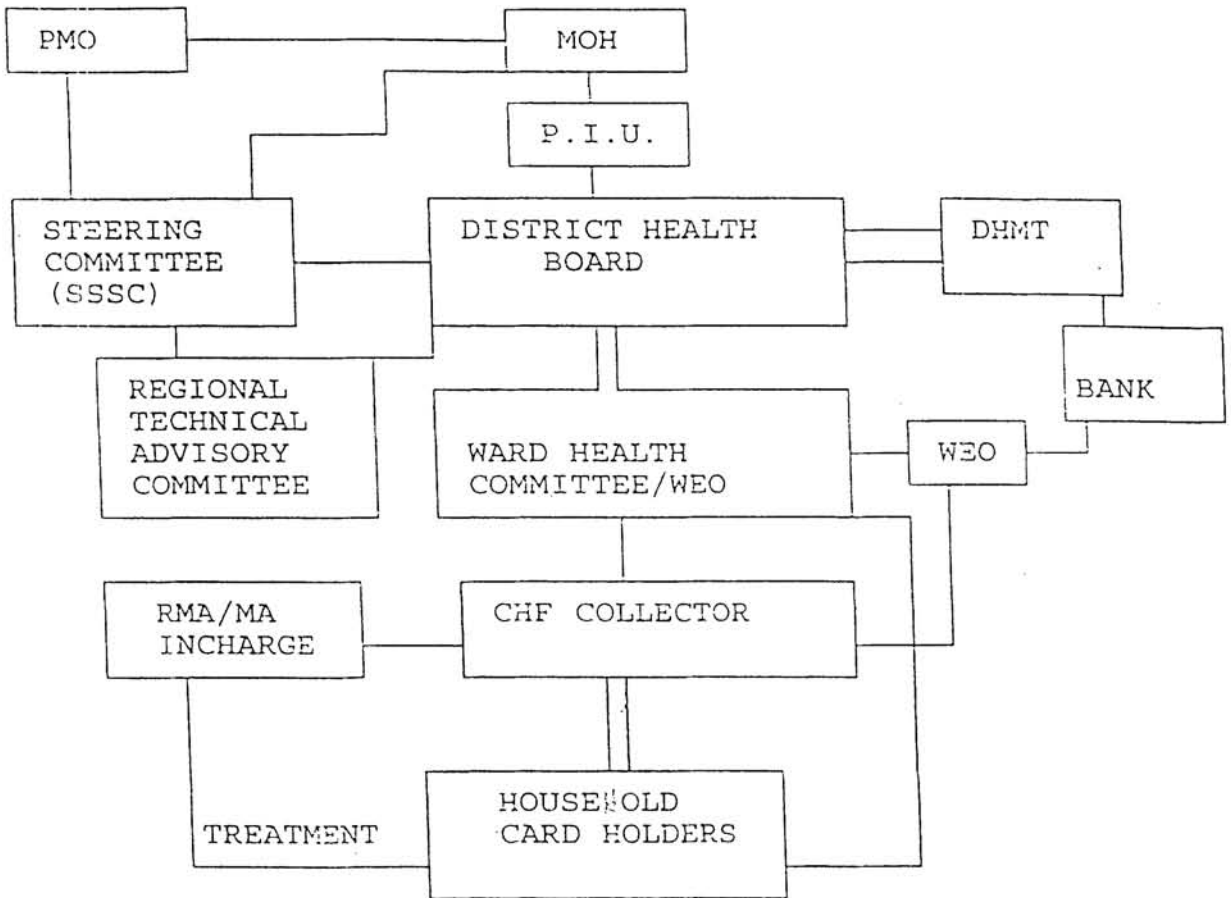 PMO
MOH
P.I.U.
STEERING
COMMITTEE
(SSSC)
DISTRICT HEALTH
BOARD
DHMT
REGIONAL
TECHNICAL
ADVISORY
COMMITTEE
BANK
WARD HEALTH
COMMITTEE/WEO
WEO
RMA/MA
INCHARGE
CHF COLLECTOR
HOUSEHOLD
CARD HOLDERS
TREATMENT